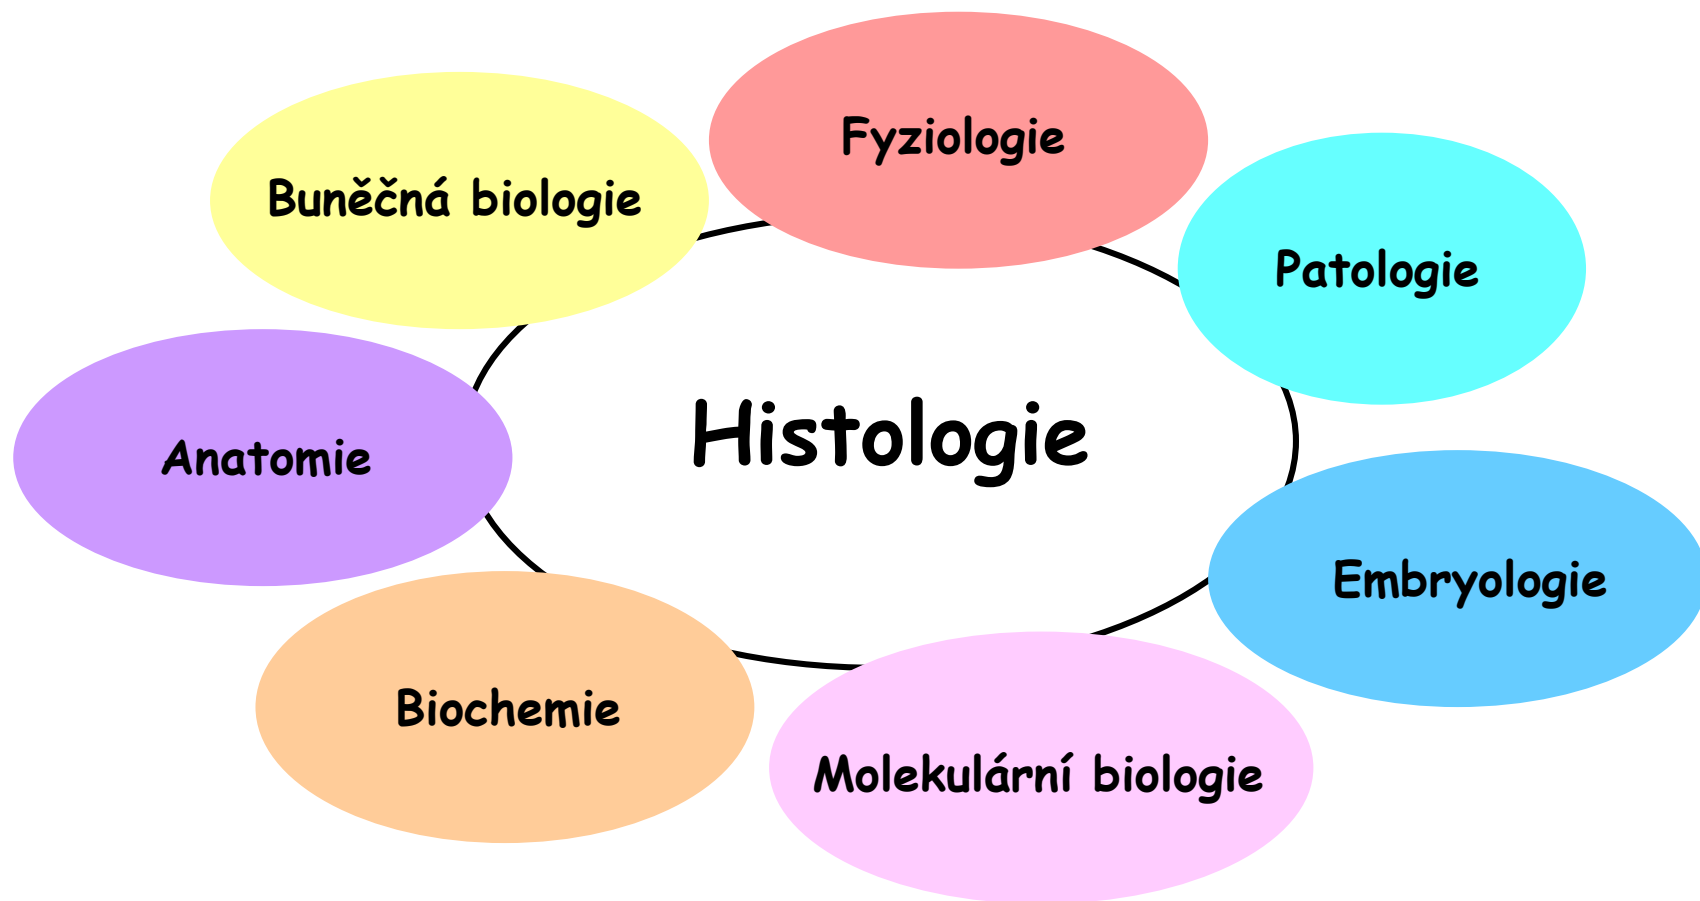 Fyziologie
Buněčná biologie
Patologie
Histologie
Anatomie
Embryologie
Biochemie
Molekulární biologie